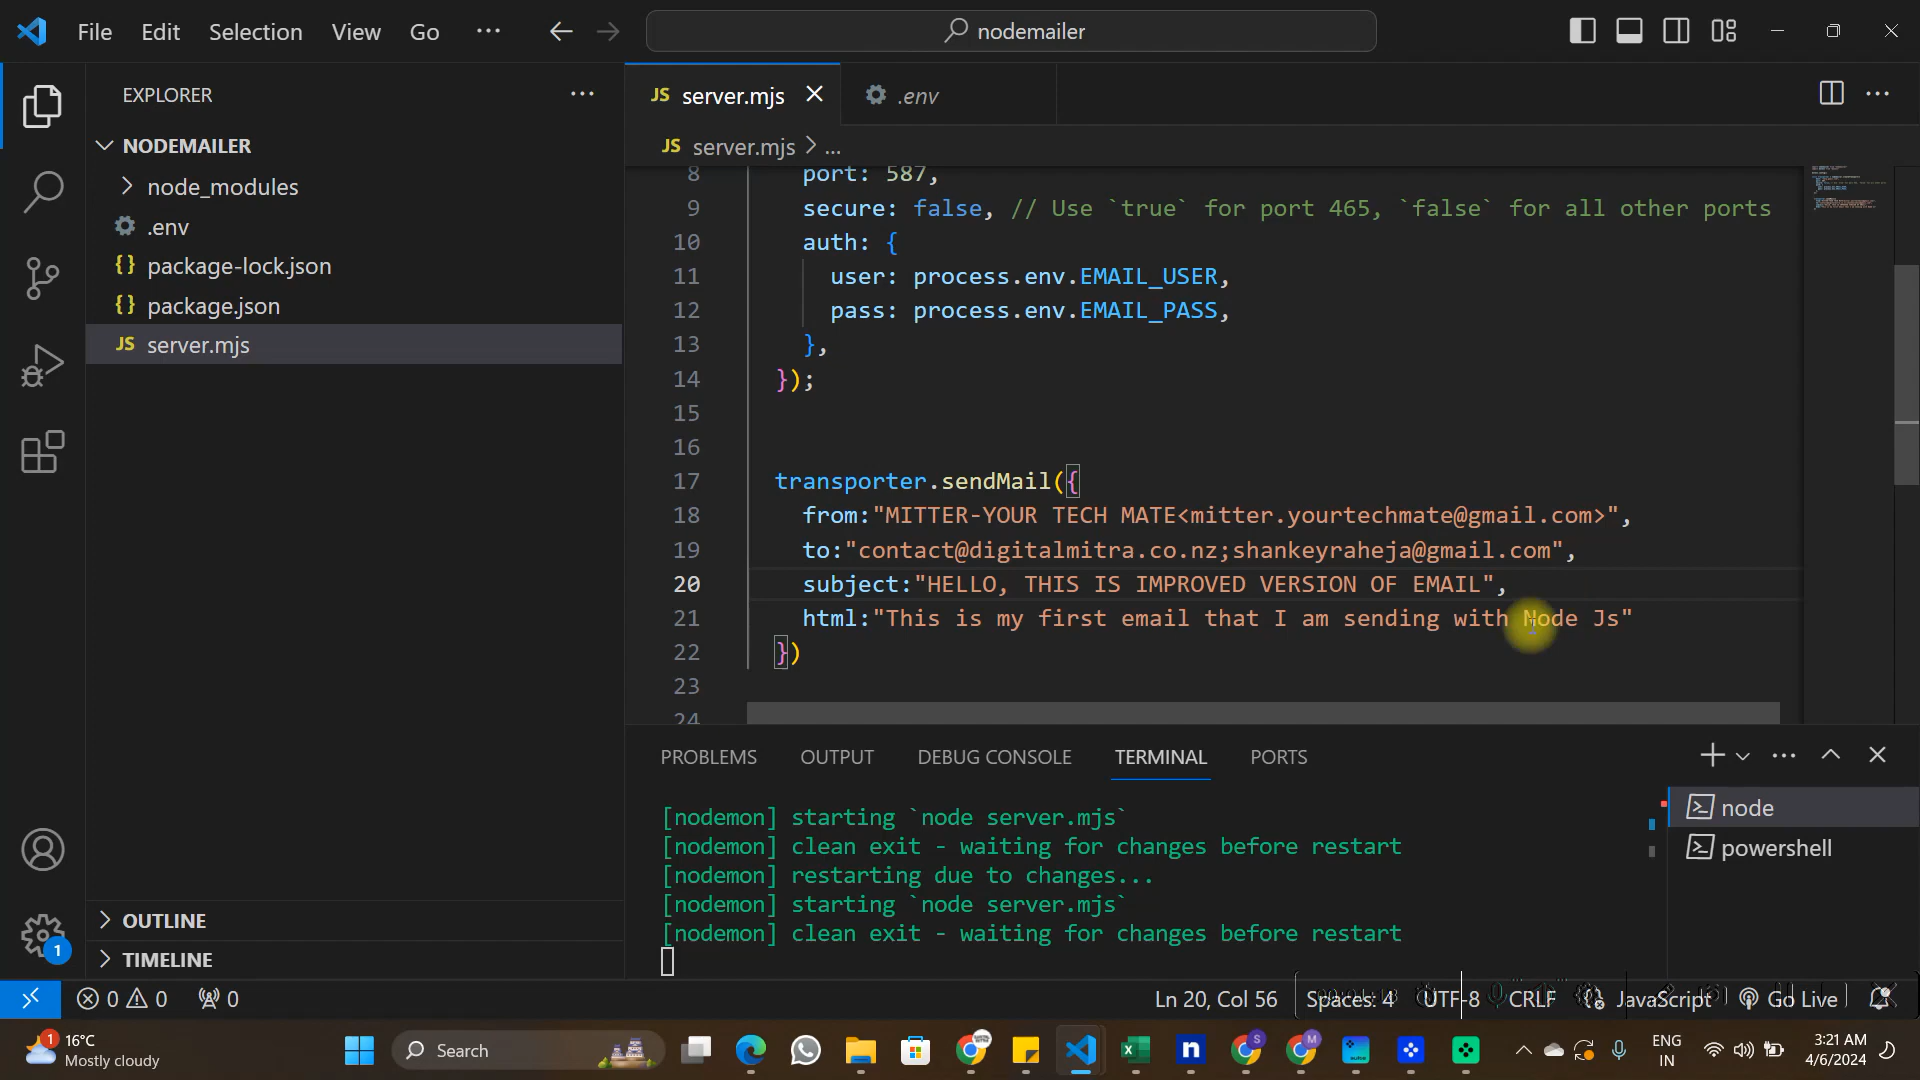 File Edit Selection View Go ...
nodemailer
EXPLORER
NODEMAILER
node_modules
.env
{} package-lock.json
{} package.json
JS server.mjs
OUTLINE
TIMELINE
JS server.mjs
.env
JS server.mjs > ...
8 port: 587,
9 secure: false, // Use `true` for port 465, `false` for all other ports
10 auth: {
11 user: process.env.EMAIL_USER,
12 pass: process.env.EMAIL_PASS,
13 },
14 });
15
16
17 transporter.sendMail({
18 from:"MITTER-YOUR TECH MATE<mitter.yourtechmate@gmail.com>",
19 to:"contact@digitalmitra.co.nz;shankeyraheja@gmail.com",
20 subject:"HELLO, THIS IS IMPROVED VERSION OF EMAIL",
21 html:"This is my first email that I am sending with Node Js"
22 })
23
24
PROBLEMS OUTPUT DEBUG CONSOLE TERMINAL PORTS
[nodemon] starting `node server.mjs`
[nodemon] clean exit - waiting for changes before restart
[nodemon] restarting due to changes...
[nodemon] starting `node server.mjs`
[nodemon] clean exit - waiting for changes before restart
node
powershell
1
0 0 0
Ln 20, Col 56 Spaces: 4 UTF-8 CRLF JavaScript Go Live
1
16°C
Mostly cloudy
Search
n
S
M
ENG
IN
3:21 AM
4/6/2024